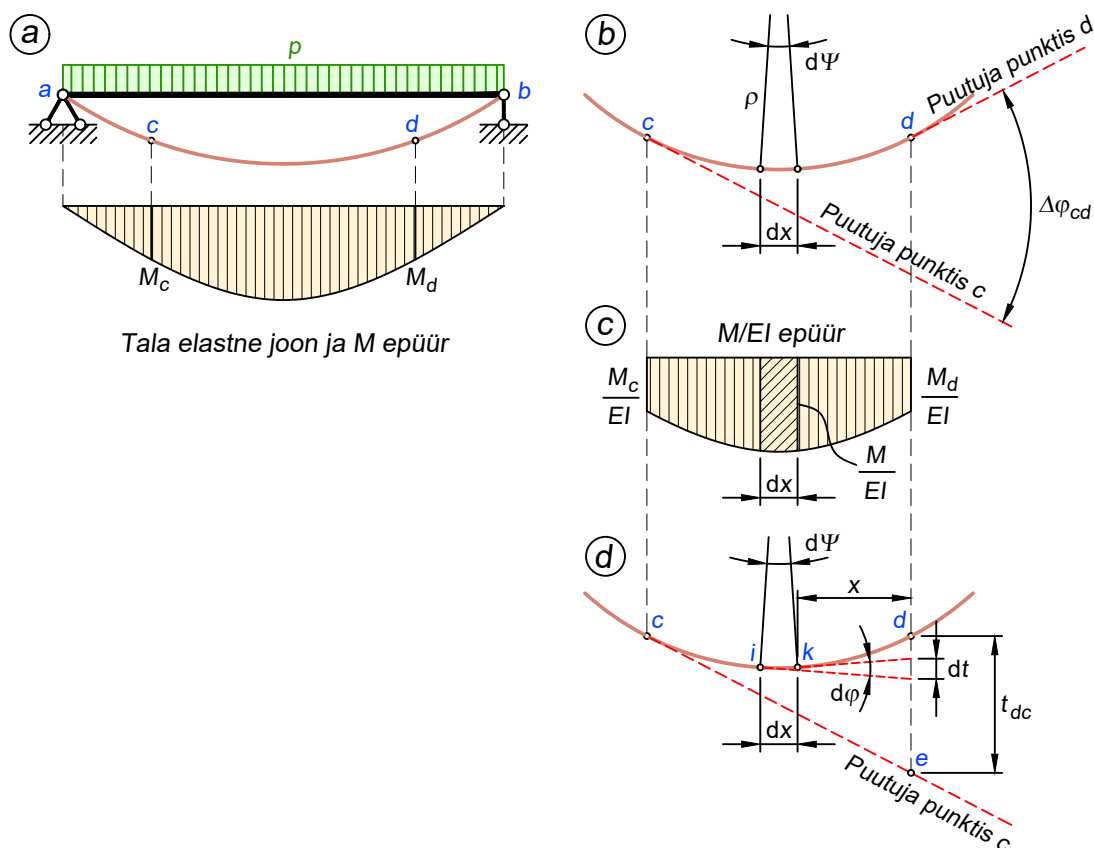 a
p
a
b
c
d
M_c
M_d
Tala elastne joon ja M epüür
b
dΨ
ρ
c
d
Puutuja punktis d
Puutuja punktis c
Δφ_cd
dx
c
M/EI epüür
M_c
EI
M_d
EI
M
EI
dx
d
dΨ
x
c
d
i
k
dφ
dt
t_dc
dx
e
Puutuja punktis c